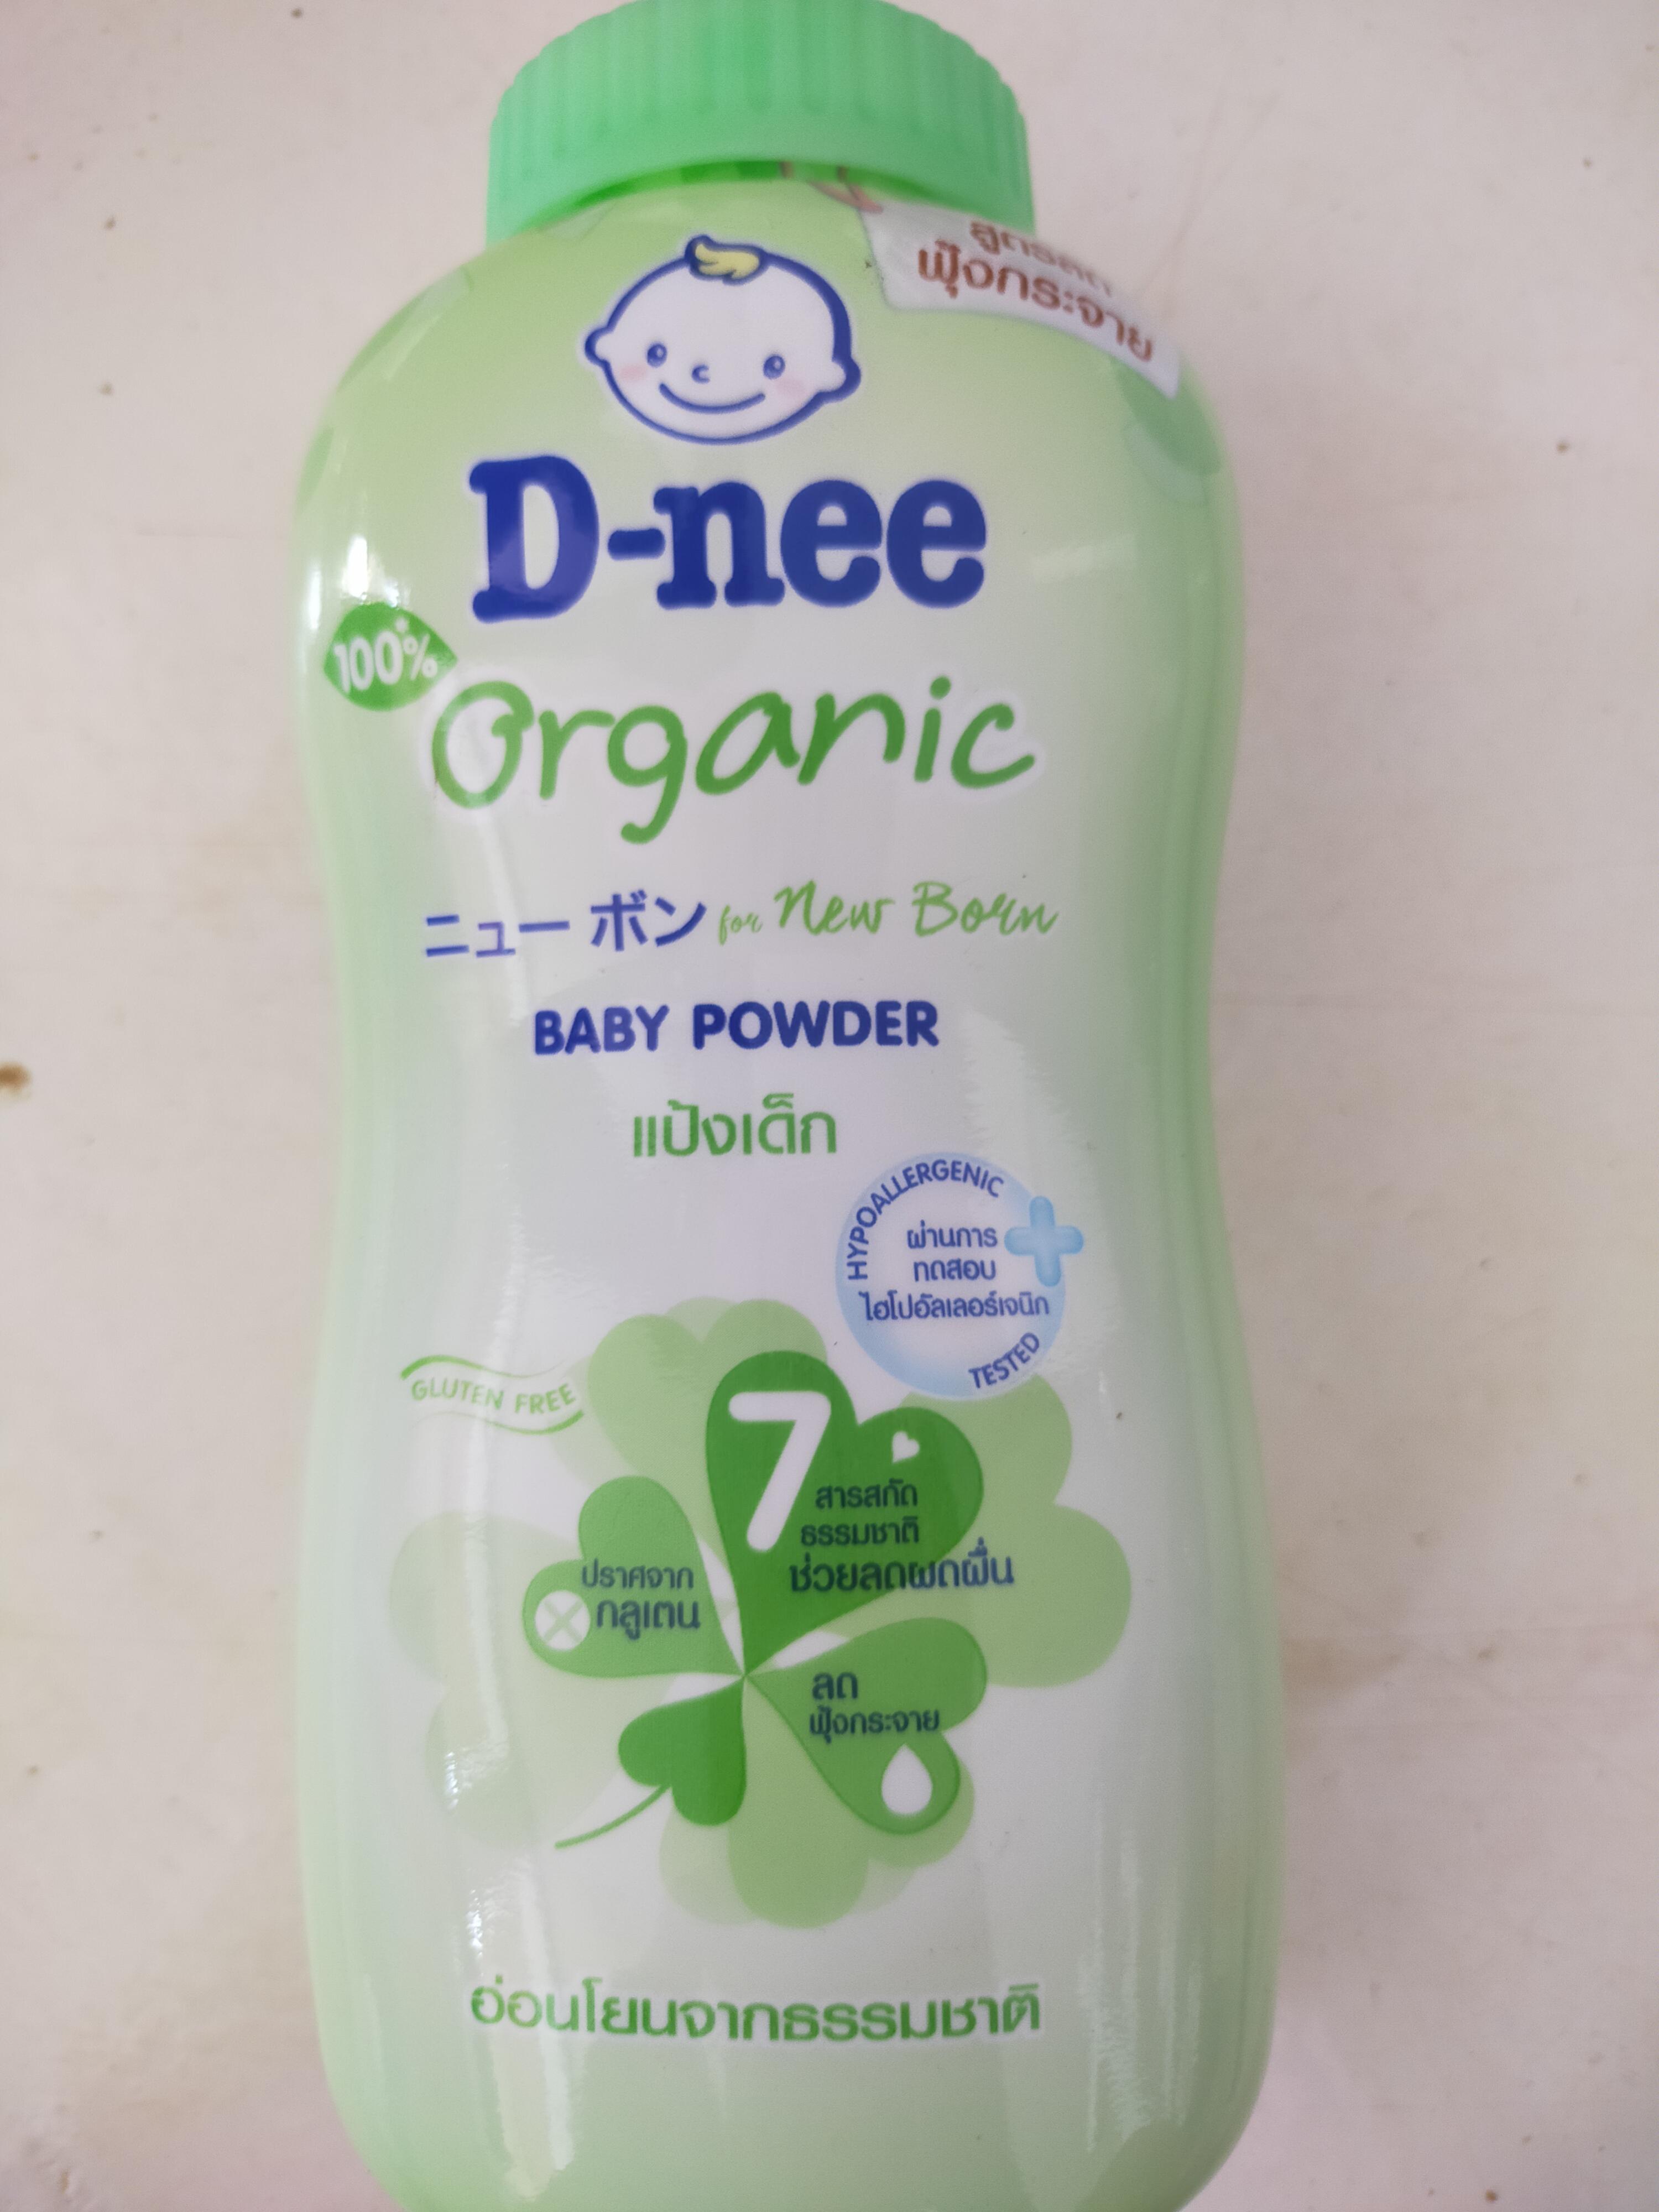 สูตรลด
ฟุ้งกระจาย
D-nee
100%*
Organic
ニュー ボン for New Born
BABY POWDER
แป้งเด็ก
HYPOALLERGENIC
ผ่านการ
ทดสอบ
ไฮโปอัลเลอร์เจนิก
TESTED
GLUTEN FREE
7
สารสกัด
ธรรมชาติ
ช่วยลดผดผื่น
ปราศจาก
กลูเตน
ลด
ฟุ้งกระจาย
อ่อนโยนจากธรรมชาติ